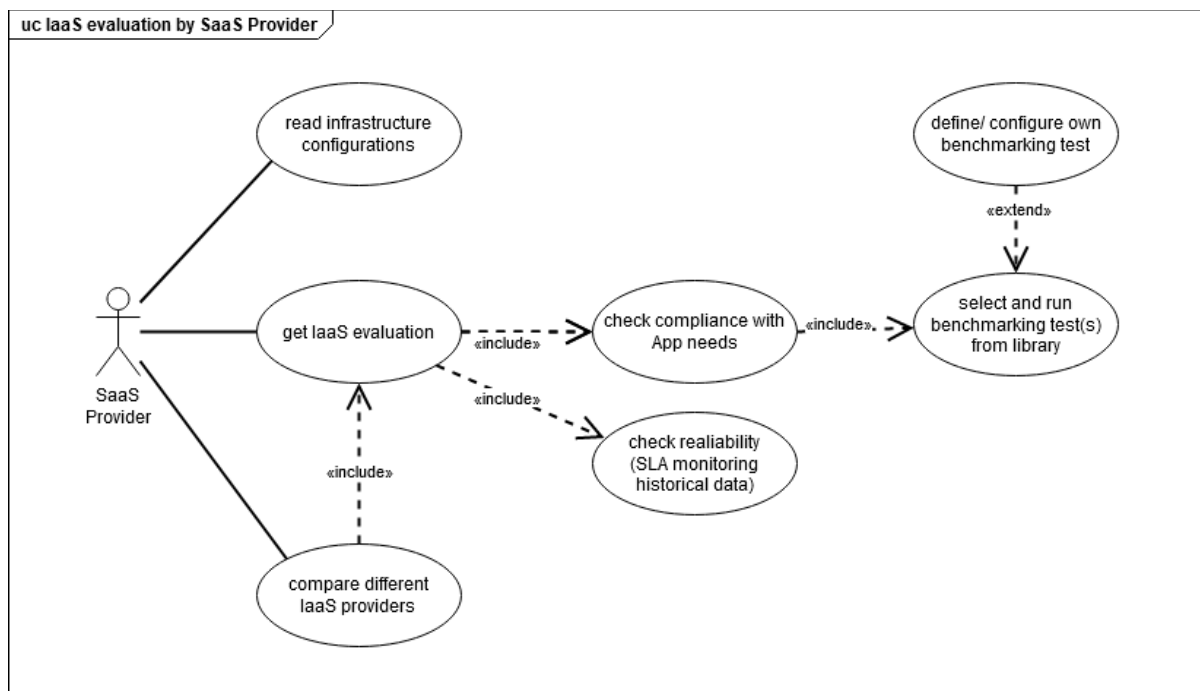 uc IaaS evaluation by SaaS Provider
read infrastructure
configurations
define/ configure own
benchmarking test
«extend»
SaaS
Provider
get IaaS evaluation
«include»
check compliance with
App needs
«include»
select and run
benchmarking test(s)
from library
«include»
check realiability
(SLA monitoring
historical data)
«include»
compare different
IaaS providers